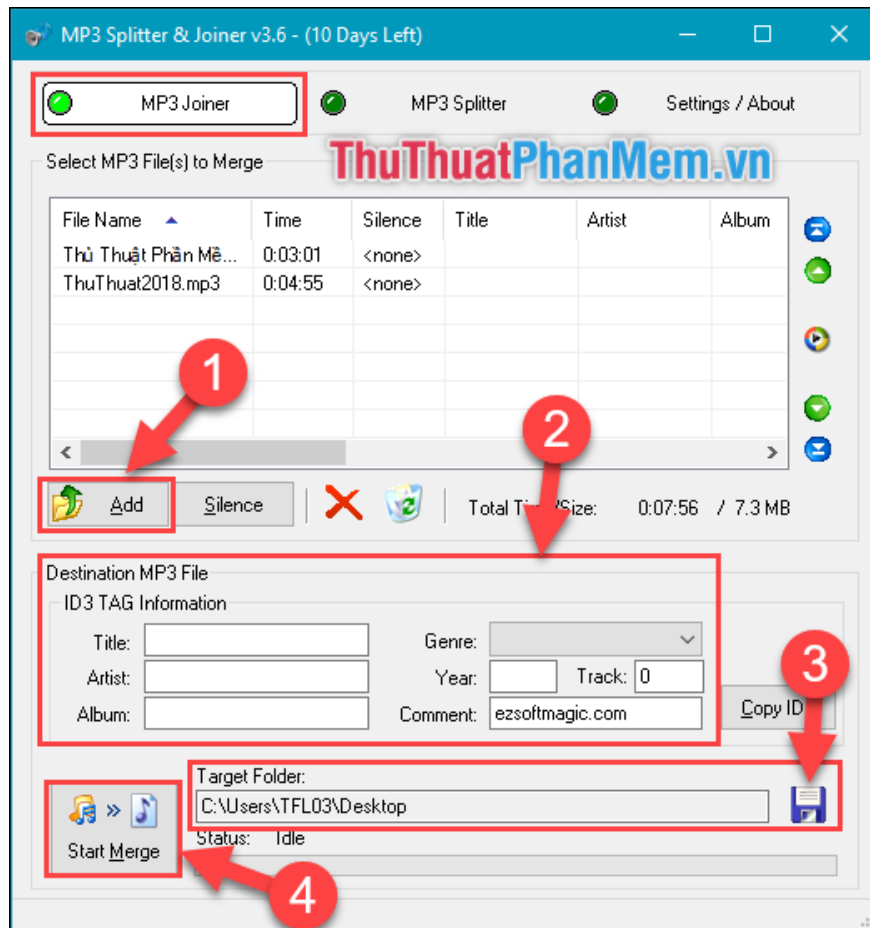 MP3 Splitter & Joiner v3.6 - (10 Days Left)
MP3 Joiner MP3 Splitter Settings / About
ThuThuatPhanMem.vn
Select MP3 File(s) to Merge
File Name Time Silence Title Artist Album
Thủ Thuật Phần Mề... 0:03:01 <none>
ThuThuat2018.mp3 0:04:55 <none>
1
2
Add Silence Total Size: 0:07:56 / 7.3 MB
Destination MP3 File
ID3 TAG Information
Title: Genre:
Artist: Year: Track: 0
Album: Comment: ezsoftmagic.com
3
Copy ID
Target Folder:
C:\Users\TFL03\Desktop
Start Merge
Status: Idle
4